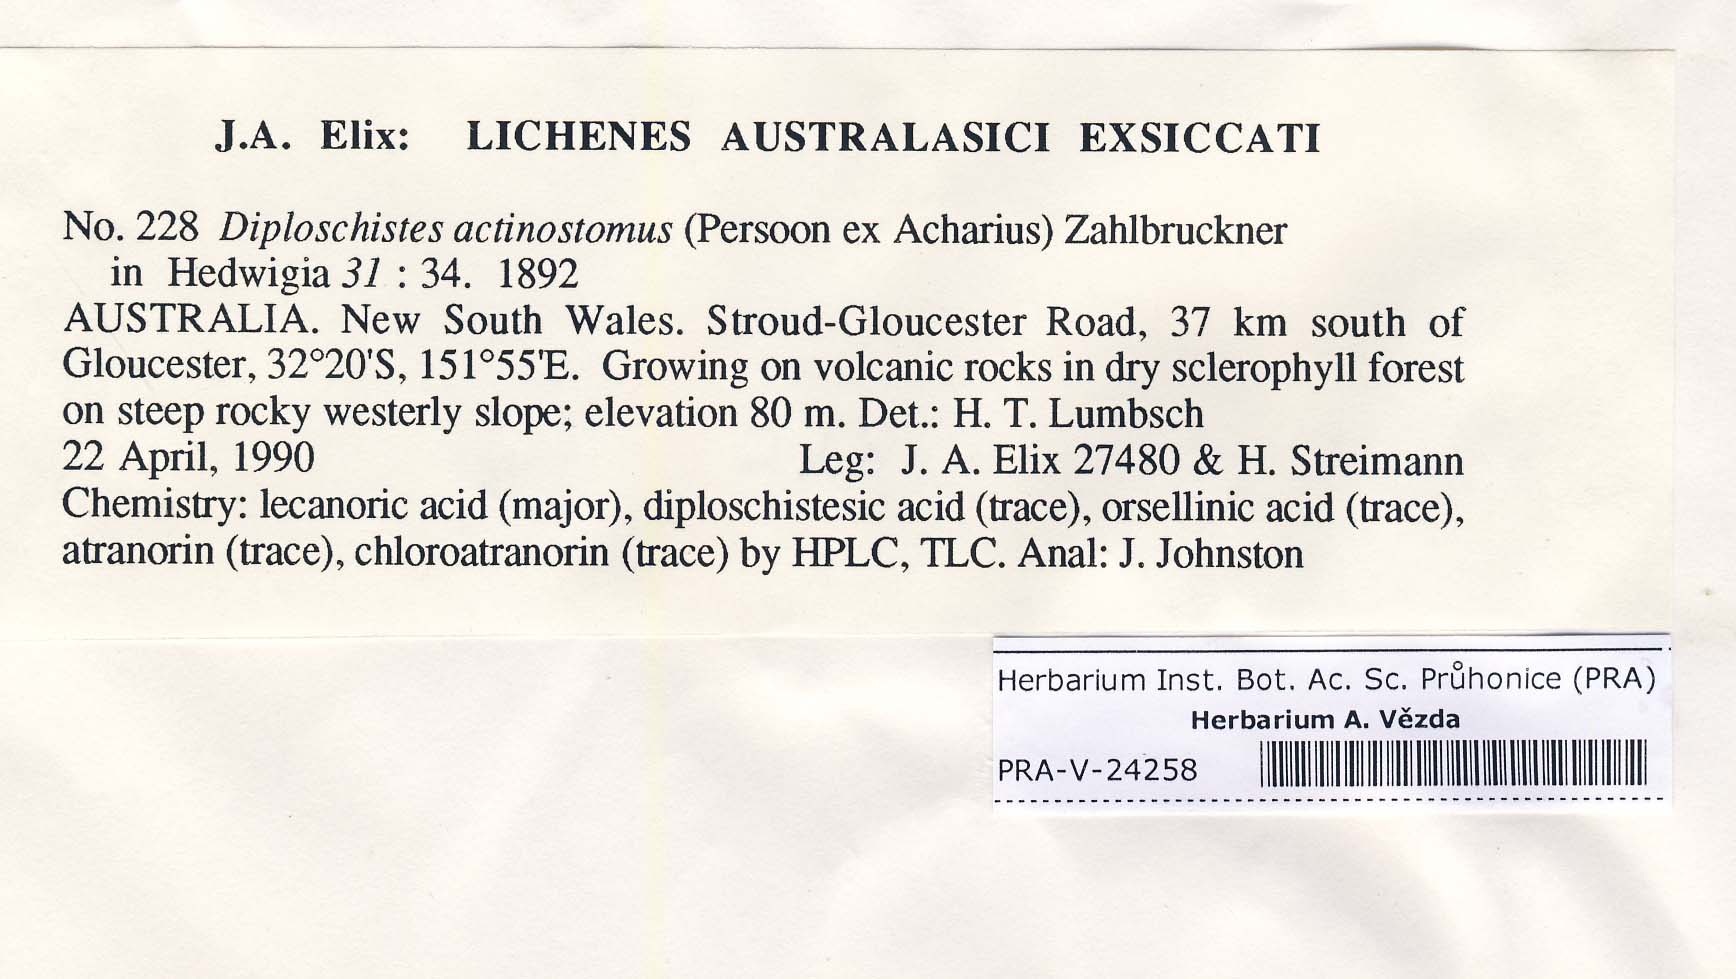 J.A. Elix: LICHENES AUSTRALASICI EXSICCATI
No. 228 Diploschistes actinostomus (Persoon ex Acharius) Zahlbruckner
in Hedwigia 31 : 34. 1892
AUSTRALIA. New South Wales. Stroud-Gloucester Road, 37 km south of
Gloucester, 32°20'S, 151°55'E. Growing on volcanic rocks in dry sclerophyll forest
on steep rocky westerly slope; elevation 80 m. Det.: H. T. Lumbsch
22 April, 1990 Leg: J. A. Elix 27480 & H. Streimann
Chemistry: lecanoric acid (major), diploschistesic acid (trace), orsellinic acid (trace),
atranorin (trace), chloroatranorin (trace) by HPLC, TLC. Anal: J. Johnston
Herbarium Inst. Bot. Ac. Sc. Průhonice (PRA)
Herbarium A. Vězda
PRA-V-24258